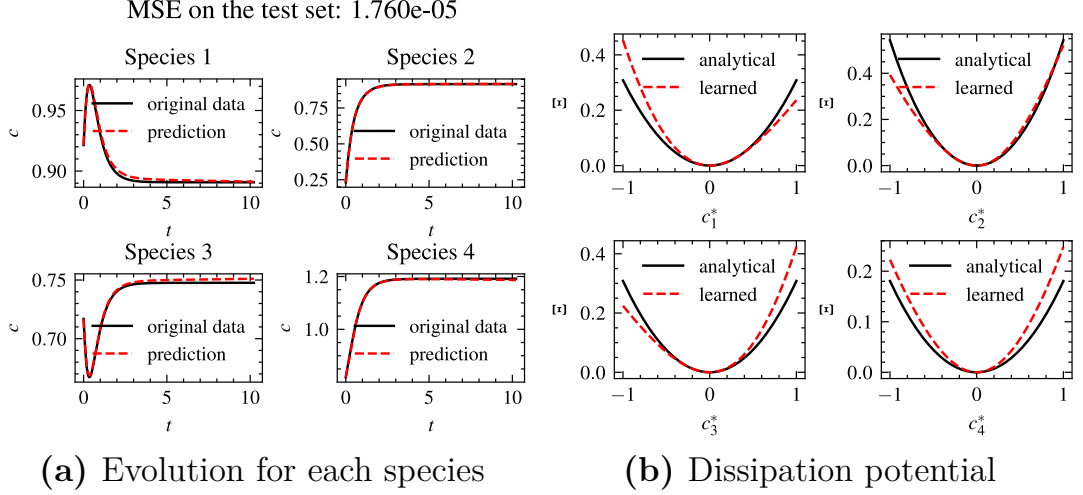 MSE on the test set: 1.760e-05
Species 1
c
0.95
0.90
original data
prediction
0 5 10
t
Species 2
c
0.75
0.50
0.25
original data
prediction
0 5 10
t
Species 3
c
0.75
0.70
original data
prediction
0 5 10
t
Species 4
c
1.2
1.0
original data
prediction
0 5 10
t
(a) Evolution for each species
Ξ
0.4
0.2
0.0
analytical
learned
−1 0 1
c₁*
Ξ
0.4
0.2
0.0
analytical
learned
−1 0 1
c₂*
Ξ
0.4
0.2
0.0
analytical
learned
−1 0 1
c₃*
Ξ
0.2
0.1
0.0
analytical
learned
−1 0 1
c₄*
(b) Dissipation potential